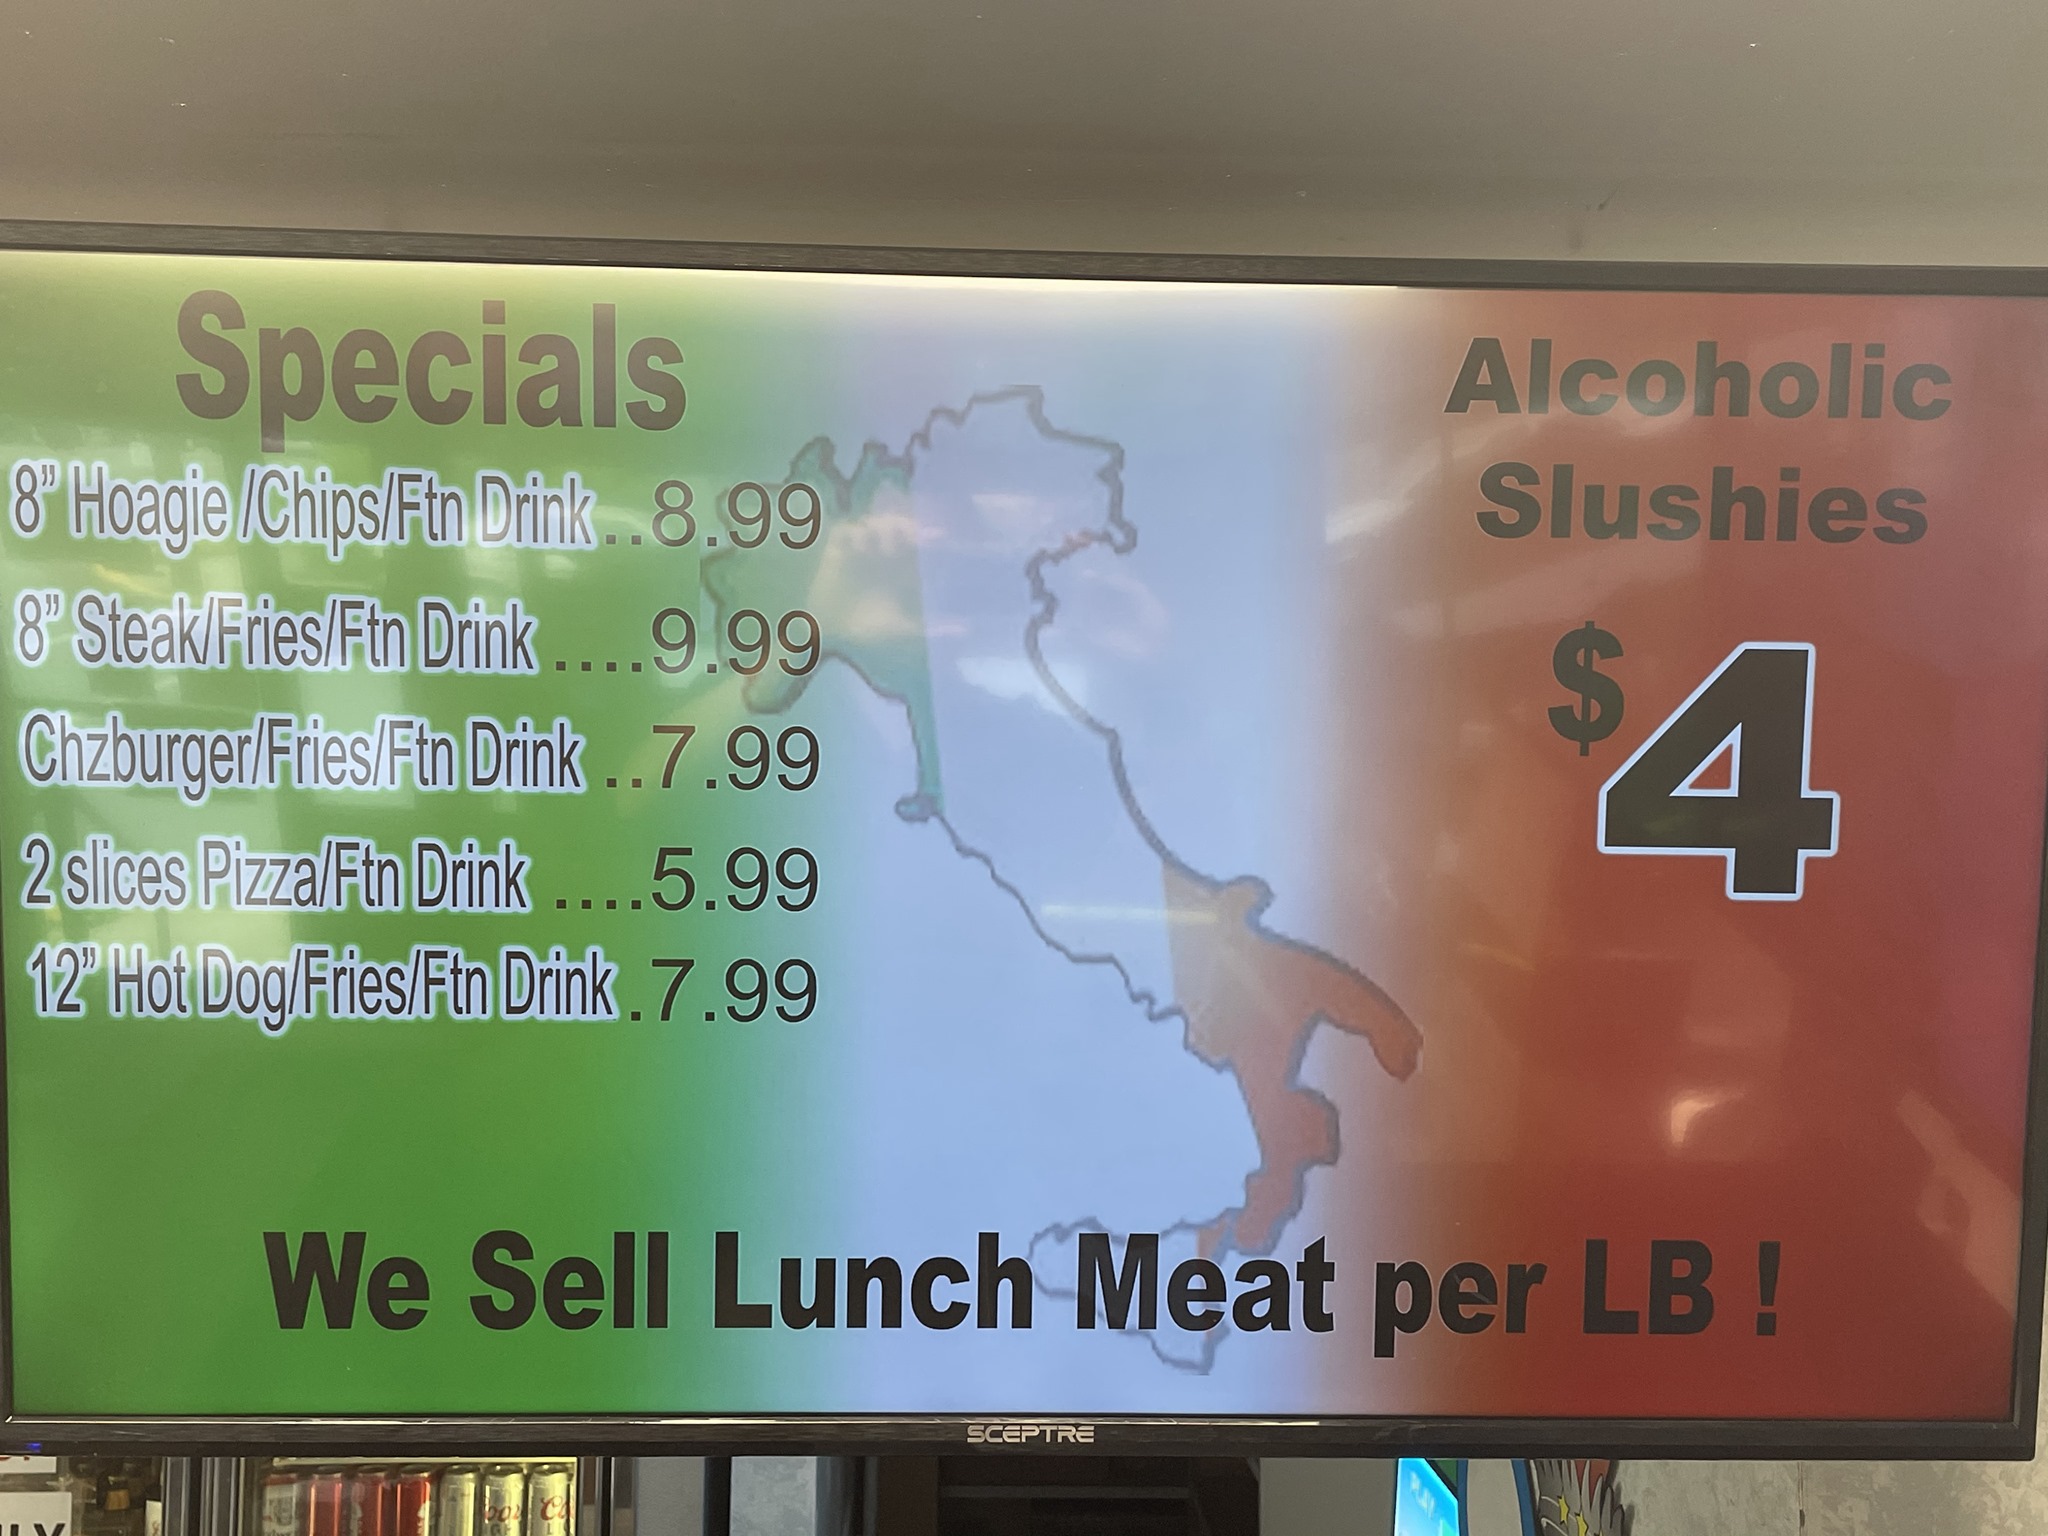 Specials
8” Hoagie /Chips/Ftn Drink..8.99
8” Steak/Fries/Ftn Drink ....9.99
Chzburger/Fries/Ftn Drink ..7.99
2 slices Pizza/Ftn Drink ....5.99
12” Hot Dog/Fries/Ftn Drink .7.99
Alcoholic
Slushies
$4
We Sell Lunch Meat per LB !
SCEPTRE